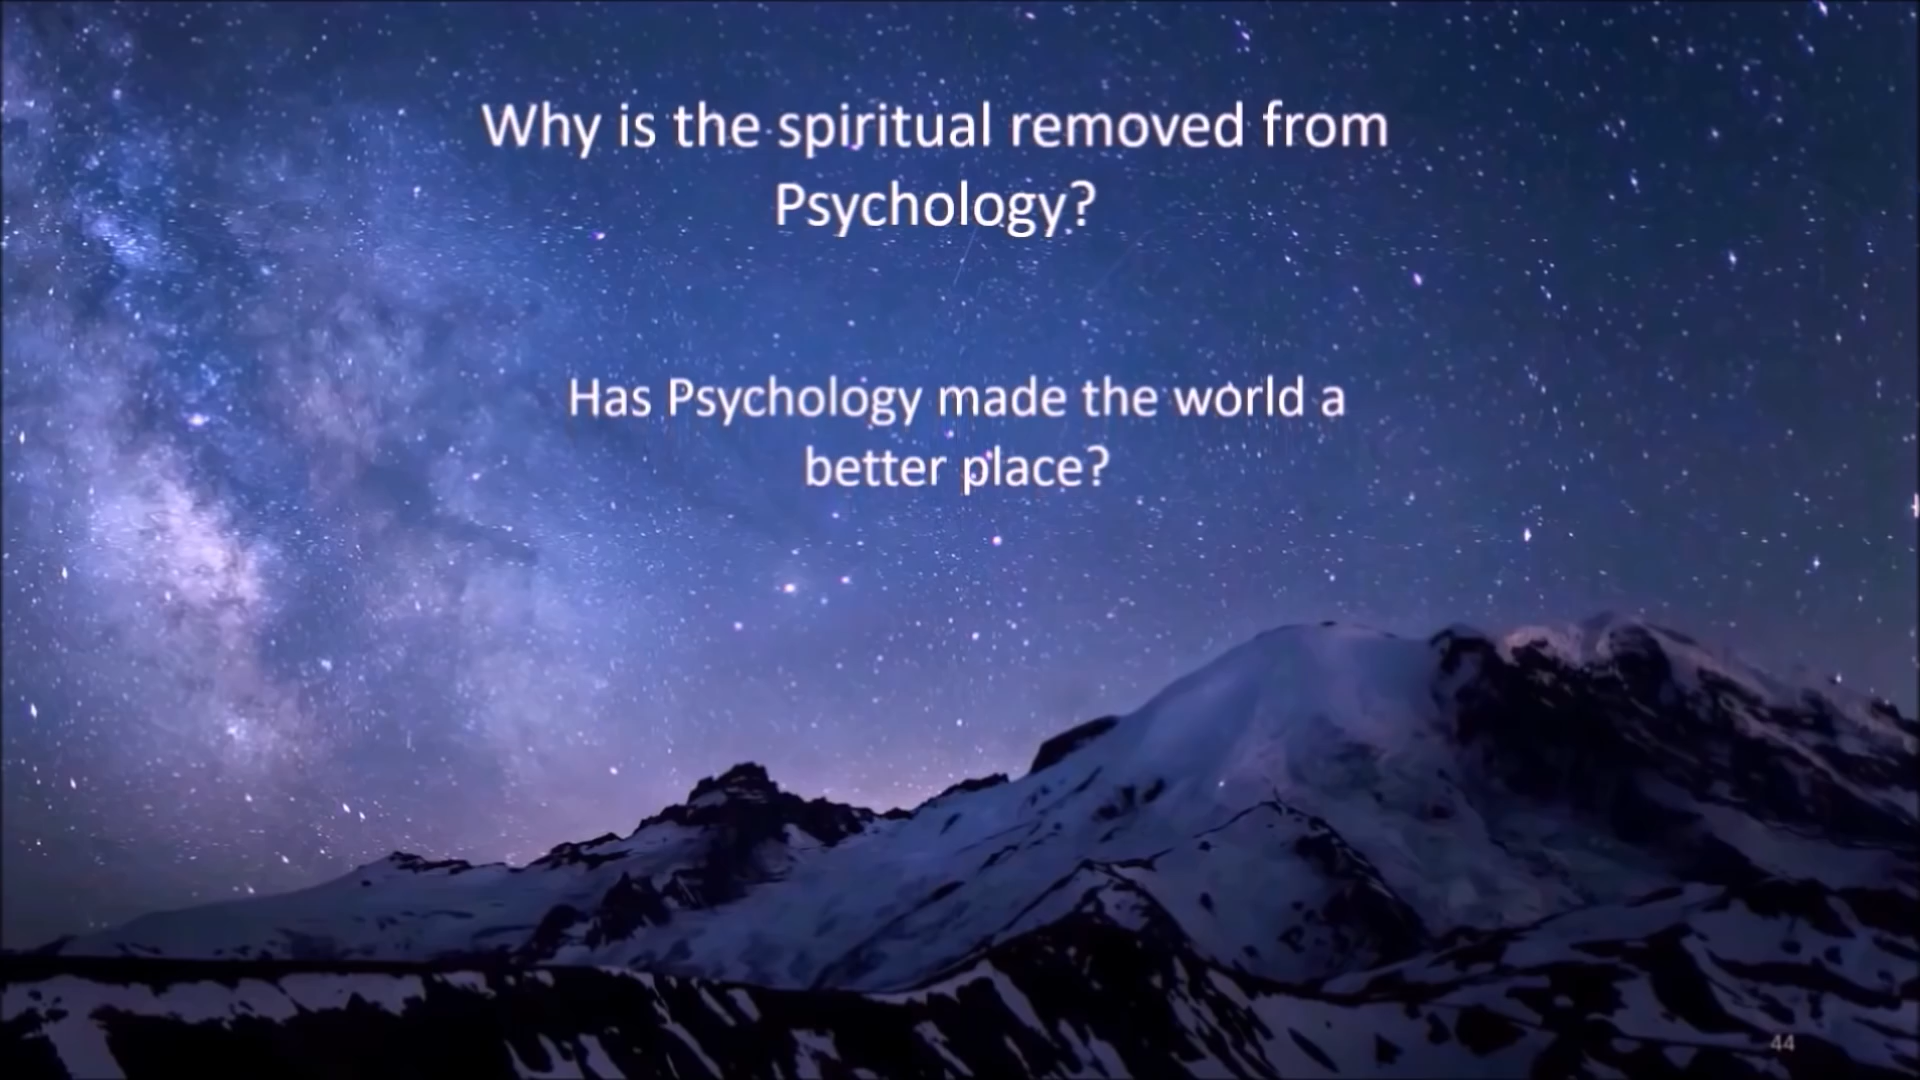 Why is the spiritual removed from
Psychology?
Has Psychology made the world a
better place?
44